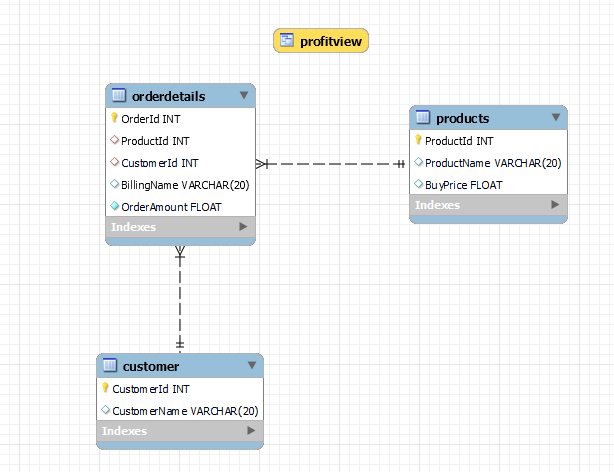 profitview
orderdetails
OrderId INT
ProductId INT
CustomerId INT
BillingName VARCHAR(20)
OrderAmount FLOAT
Indexes
products
ProductId INT
ProductName VARCHAR(20)
BuyPrice FLOAT
Indexes
customer
CustomerId INT
CustomerName VARCHAR(20)
Indexes